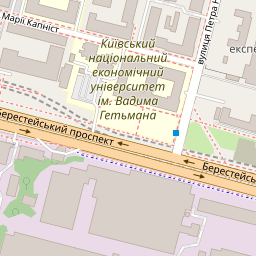 Марії Капніст
Київський
національний
економічний
університет
ім. Вадима
Гетьмана
вулиця Петра
експе
Берестейський проспект
Берестейсь